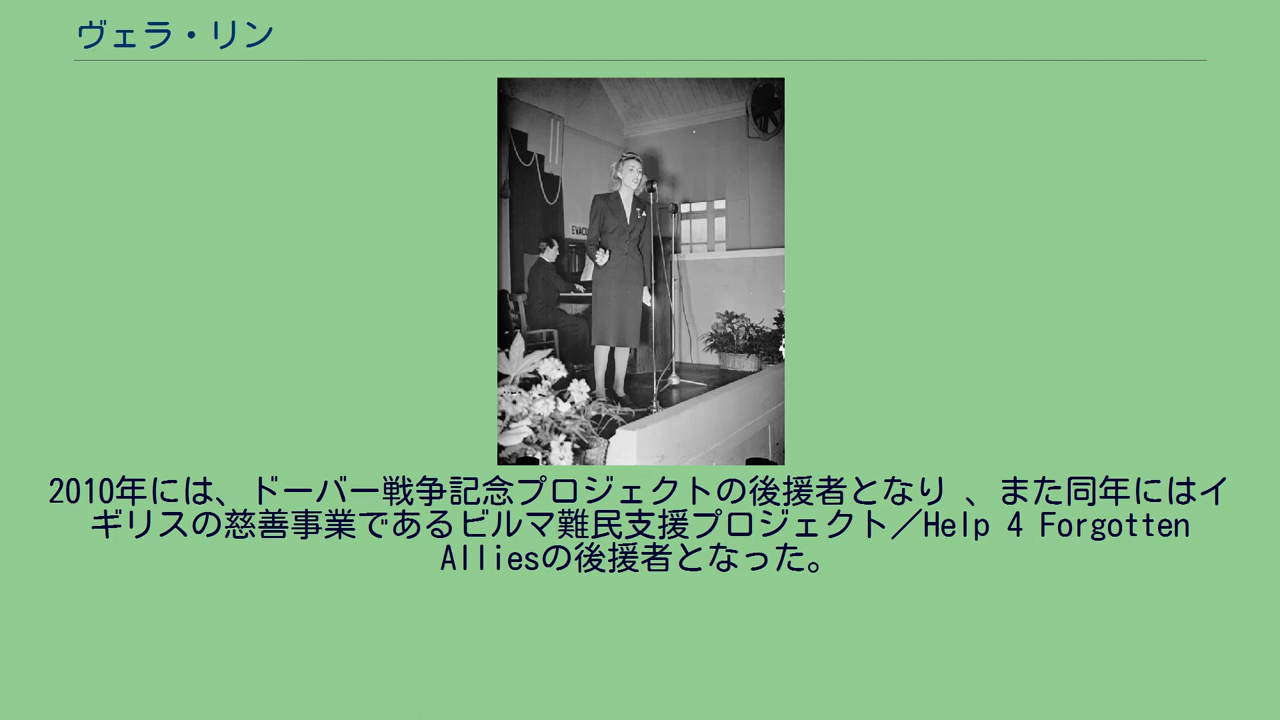 ヴェラ・リン
EVACU
2010年には、ドーバー戦争記念プロジェクトの後援者となり 、また同年にはイ
ギリスの慈善事業であるビルマ難民支援プロジェクト／Help 4 Forgotten
Alliesの後援者となった。